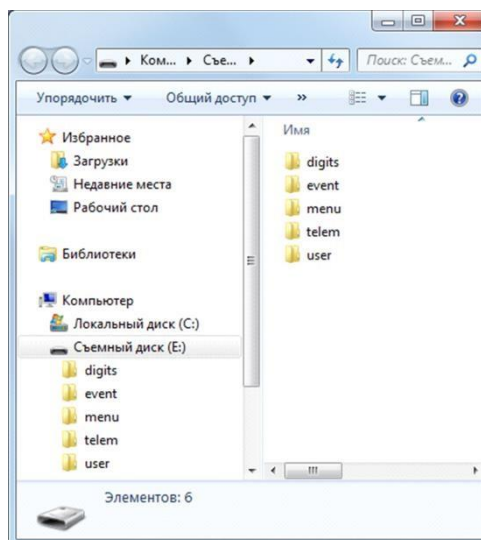 Ком... Съе... Поиск: Съем...
Упорядочить Общий доступ »
Избранное
Загрузки
Недавние места
Рабочий стол
Библиотеки
Компьютер
Локальный диск (C:)
Съемный диск (E:)
digits
event
menu
telem
user
Имя
digits
event
menu
telem
user
Элементов: 6